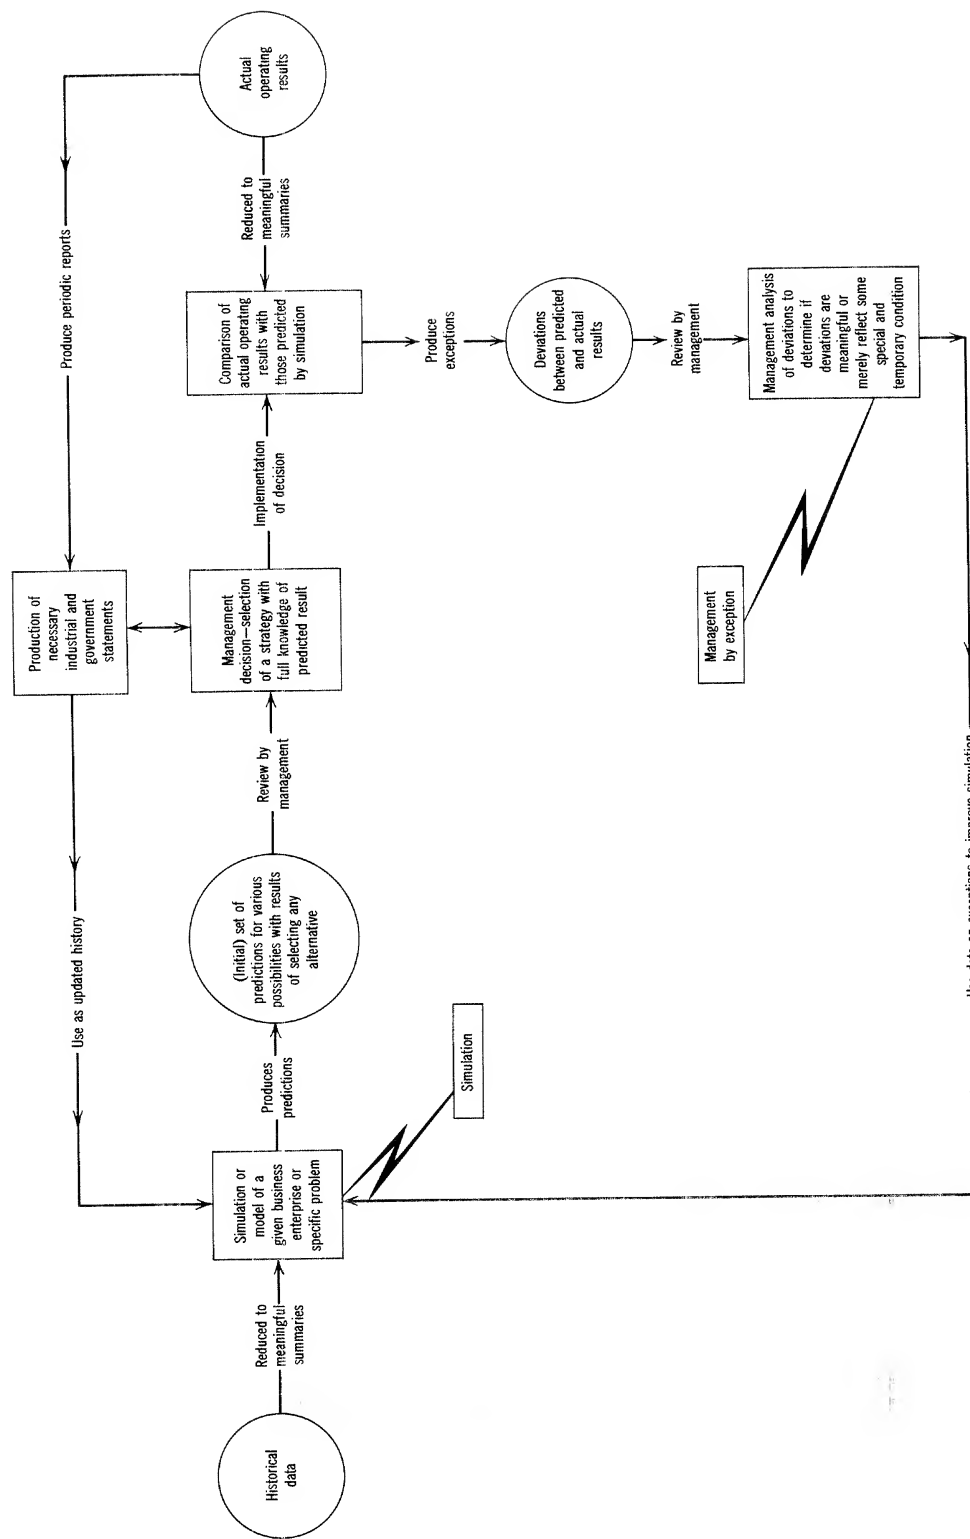 Historical
data
Reduced to
meaningful
summaries
Simulation or
model of a
given business
enterprise or
specific problem
Simulation
Produces
predictions
(Initial) set of
predictions for various
possibilities with results
of selecting any
alternative
Review by
management
Management
decision—selection
of a strategy with
full knowledge of
predicted result
Implementation
of decision
Comparison of
actual operating
results with
those predicted
by simulation
Reduced to
meaningful
summaries
Actual
operating
results
Produce periodic reports
Production of
necessary
industrial and
government
statements
Use as updated history
Produce
exceptions
Deviations
between predicted
and actual
results
Review by
management
Management analysis
of deviations to
determine if
deviations are
meaningful or
merely reflect some
special and
temporary condition
Management
by exception